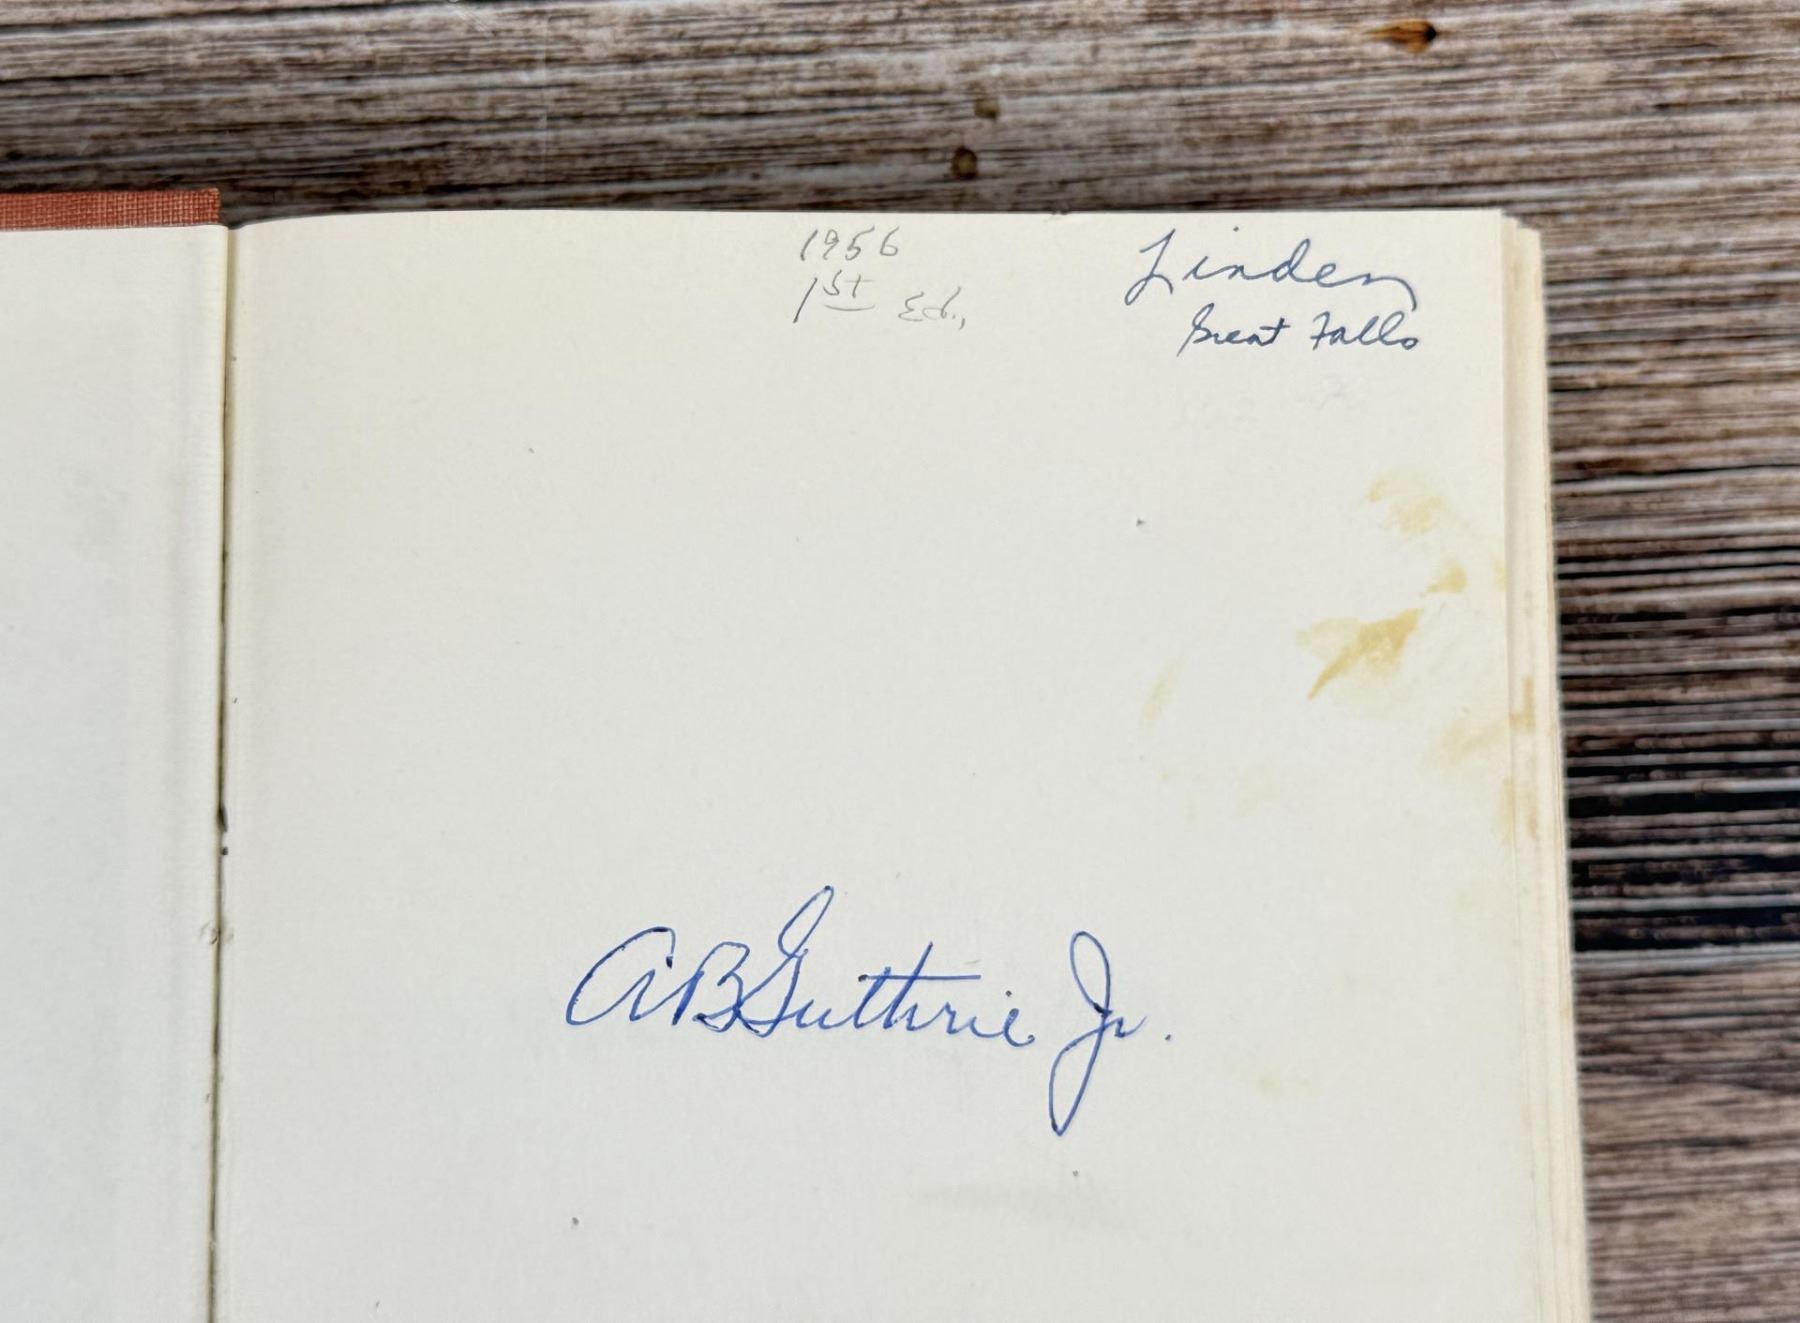 1956
1st Ed.,
Linden
Great Falls
A.B Guthrie Jr.